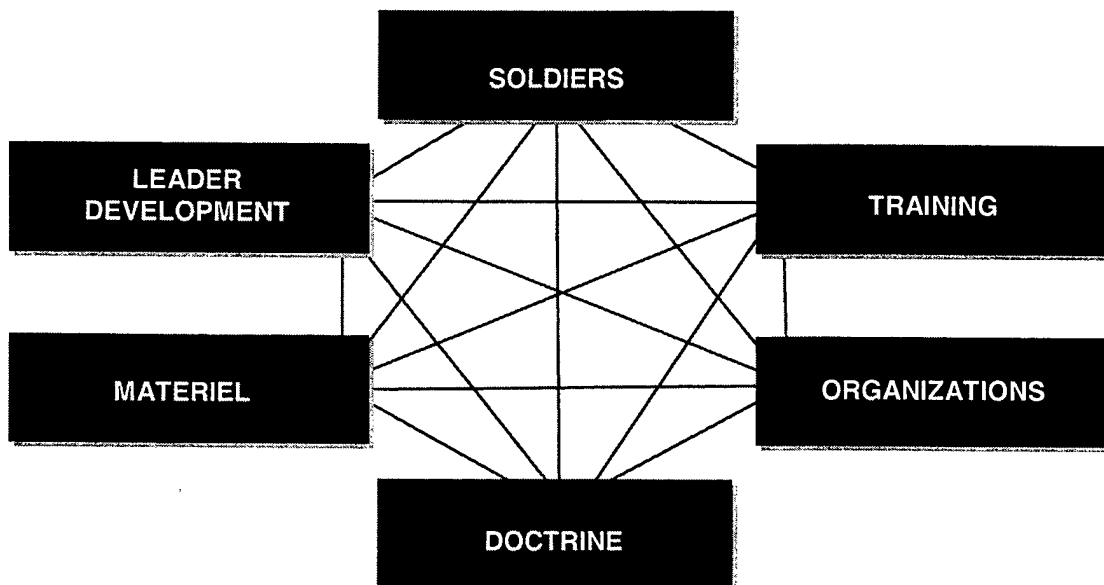 SOLDIERS
LEADER
DEVELOPMENT
TRAINING
MATERIEL
ORGANIZATIONS
DOCTRINE